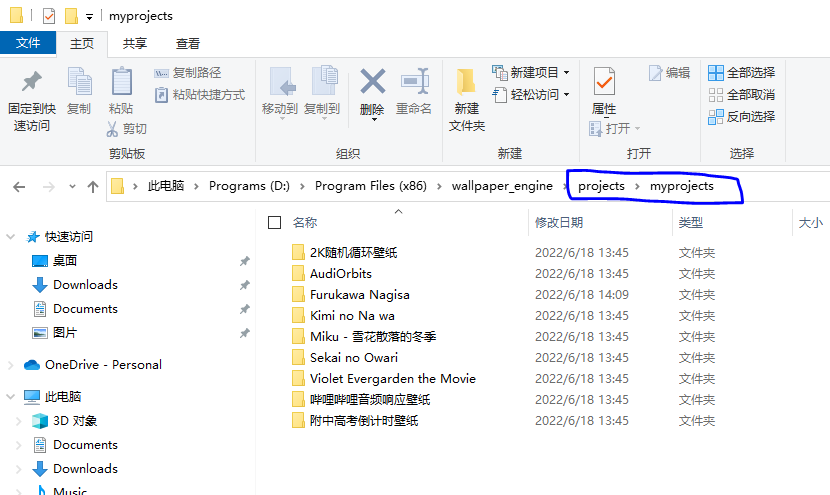 myprojects
文件 主页 共享 查看
固定到快速访问
复制
粘贴
复制路径
粘贴快捷方式
剪切
剪贴板
移动到
复制到
删除
重命名
组织
新建文件夹
新建项目
轻松访问
新建
属性
打开
编辑
打开
全部选择
全部取消
反向选择
选择
此电脑 > Programs (D:) > Program Files (x86) > wallpaper_engine > projects > myprojects
名称 修改日期 类型 大小
快速访问
桌面
Downloads
Documents
图片
OneDrive - Personal
此电脑
3D 对象
Documents
Downloads
Music
2K随机循环壁纸 2022/6/18 13:45 文件夹
AudiOrbits 2022/6/18 13:45 文件夹
Furukawa Nagisa 2022/6/18 14:09 文件夹
Kimi no Na wa 2022/6/18 13:45 文件夹
Miku - 雪花散落的冬季 2022/6/18 13:45 文件夹
Sekai no Owari 2022/6/18 13:45 文件夹
Violet Evergarden the Movie 2022/6/18 13:45 文件夹
哔哩哔哩音频响应壁纸 2022/6/18 13:45 文件夹
附中高考倒计时壁纸 2022/6/18 13:45 文件夹